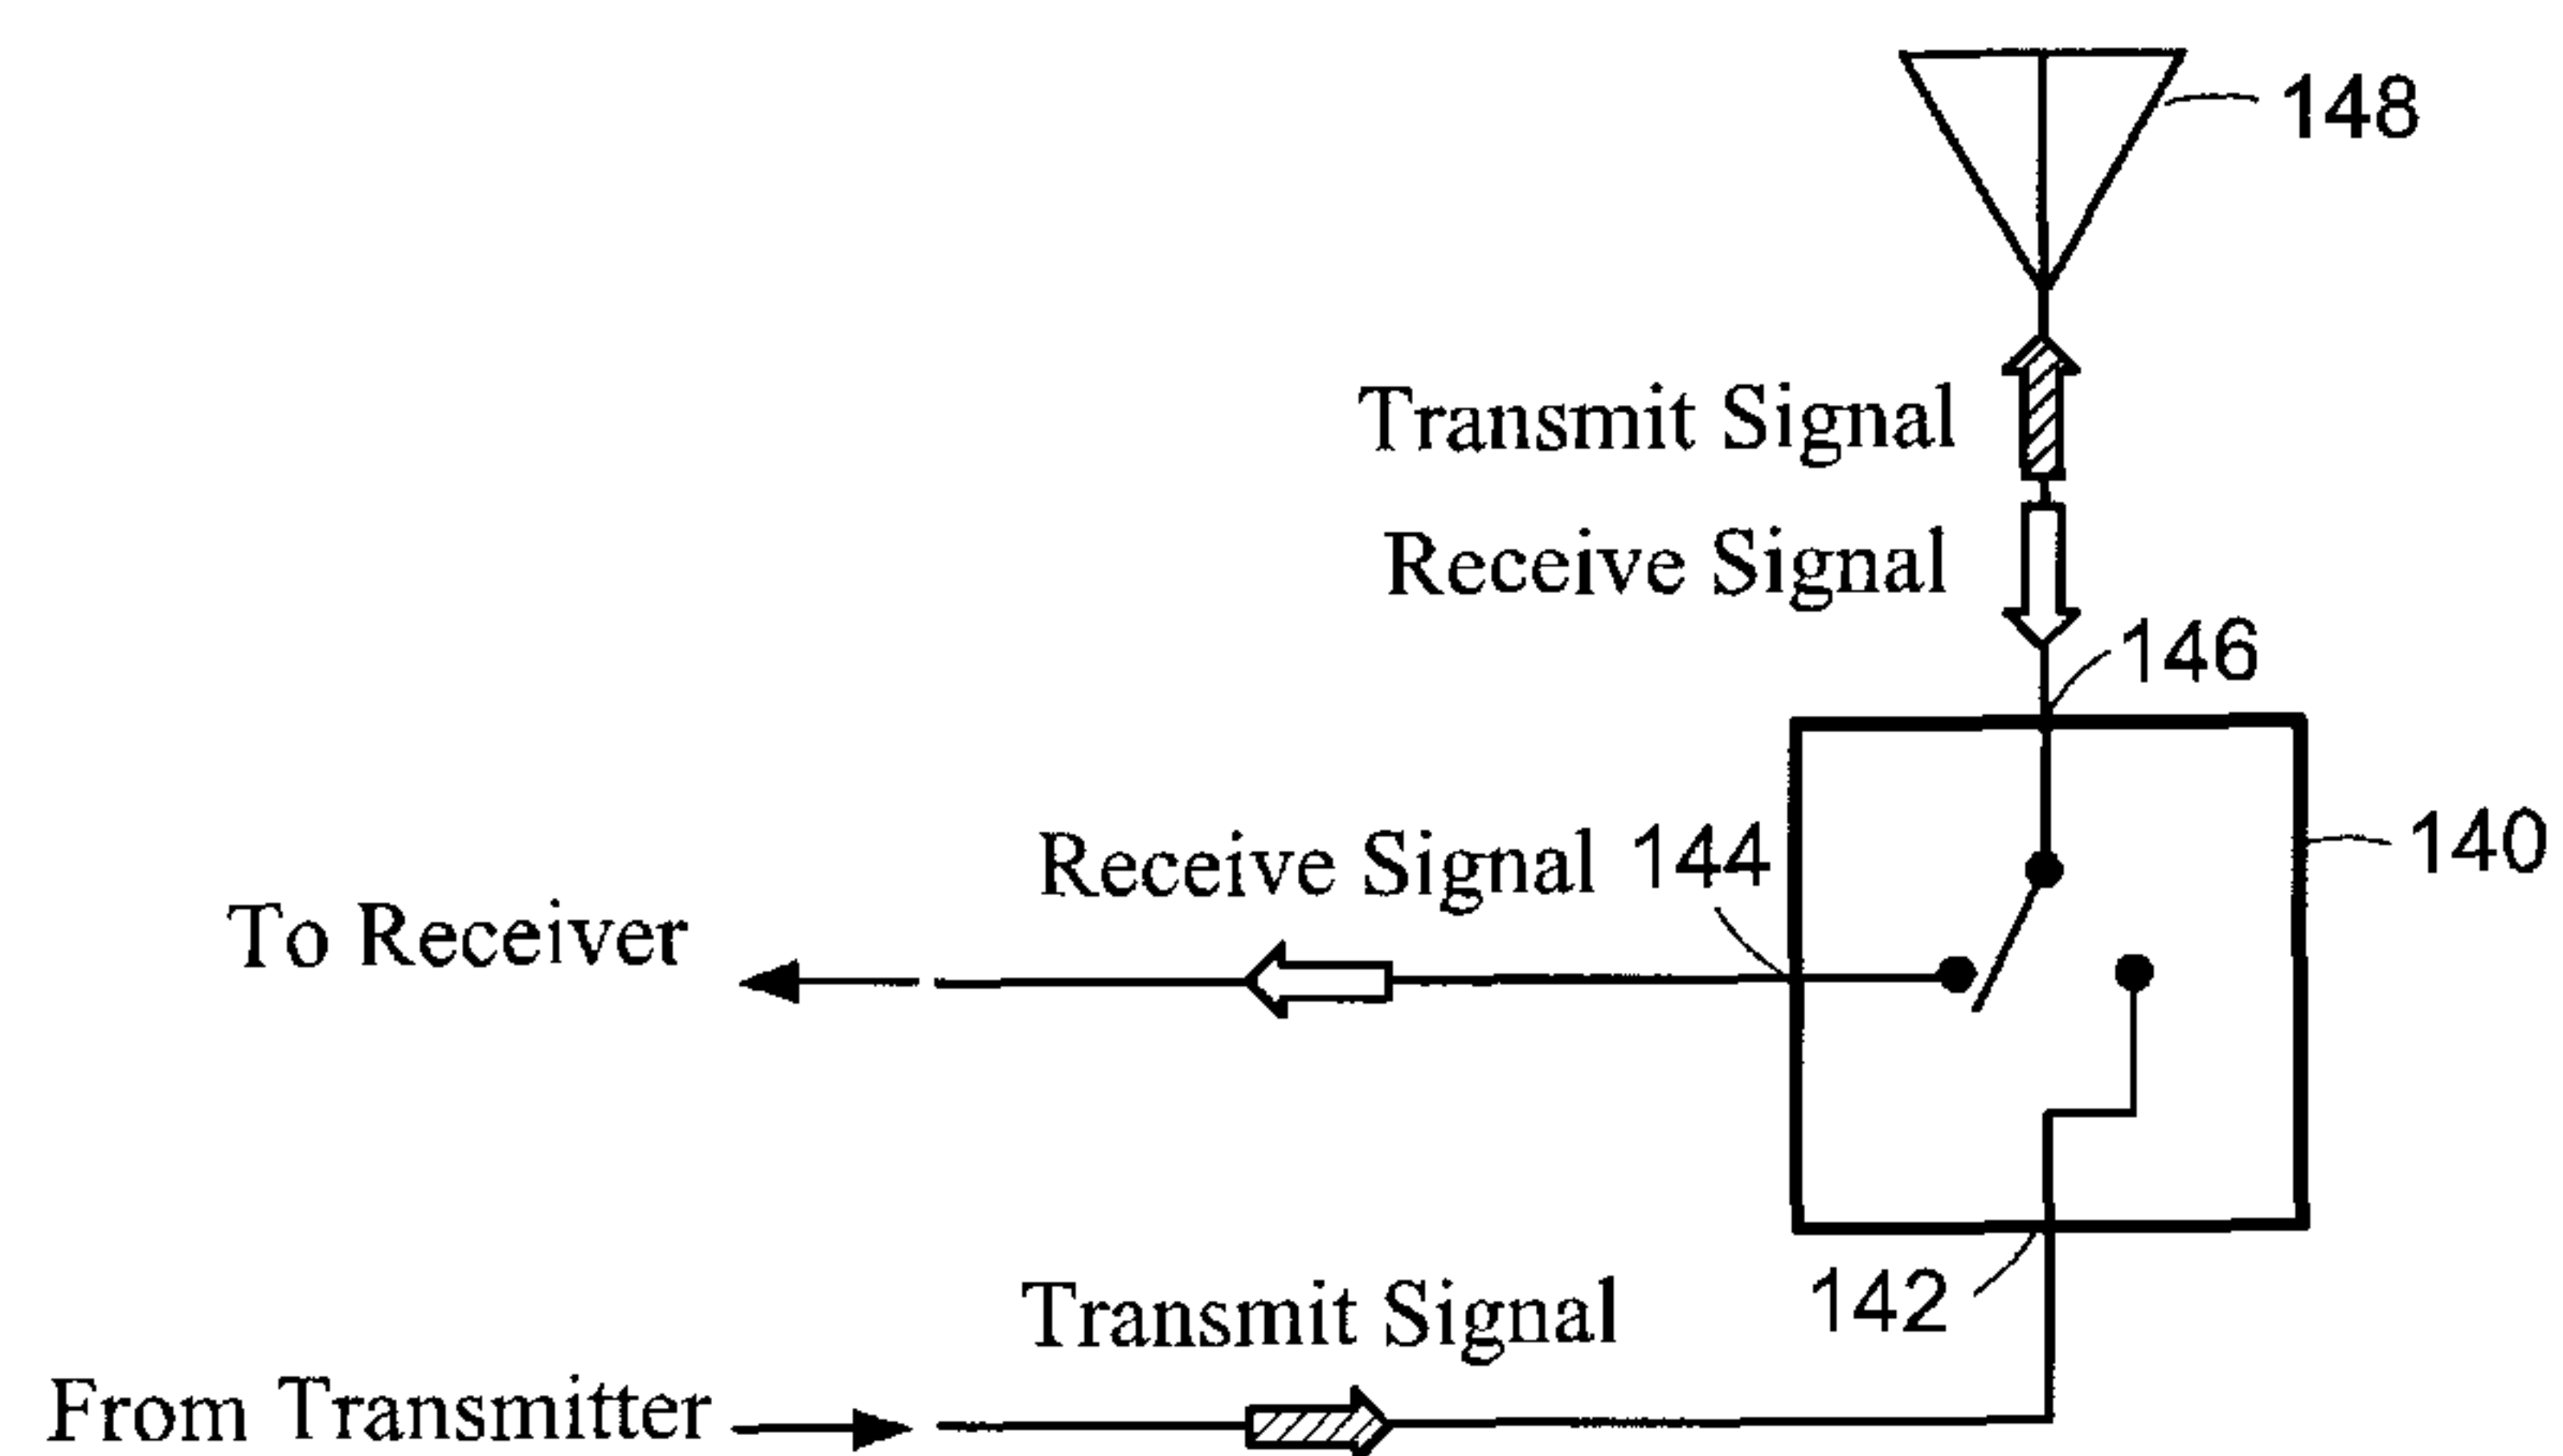 148
Transmit Signal
Receive Signal
146
Receive Signal 144
140
To Receiver
142
Transmit Signal
From Transmitter